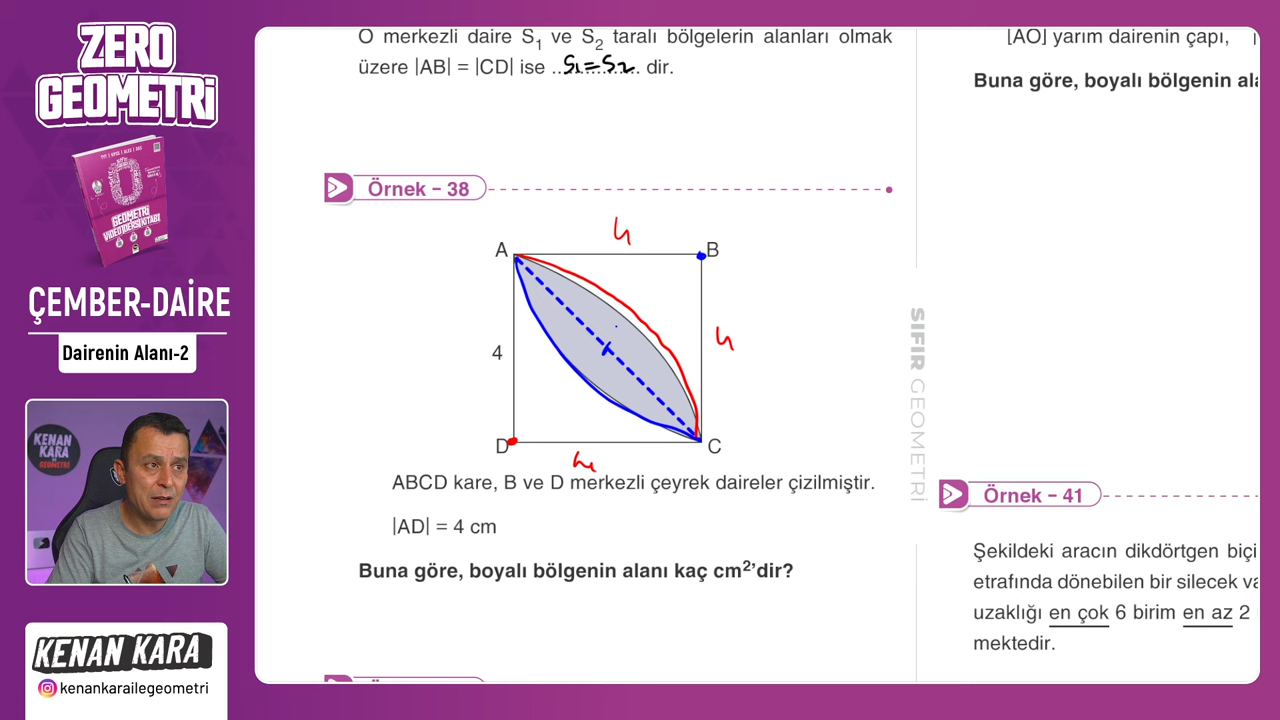 ZERO
GEOMETRİ
GEOMETRİ
VİDEO DERS KİTABI
ÇEMBER-DAİRE
Dairenin Alanı-2
KENAN
KARA
GEOMETRİ
KENAN KARA
kenankarailegeometri
O merkezli daire S₁ ve S₂ taralı bölgelerin alanları olmak
üzere |AB| = |CD| ise ...S₁=S₂... dir.
Örnek - 38
4
A
B
4
4
D
C
4
ABCD kare, B ve D merkezli çeyrek daireler çizilmiştir.
|AD| = 4 cm
Buna göre, boyalı bölgenin alanı kaç cm²'dir?
SIFIR GEOMETRİ
[AO] yarım dairenin çapı,
Buna göre, boyalı bölgenin ala
Örnek - 41
Şekildeki aracın dikdörtgen biçi
etrafında dönebilen bir silecek va
uzaklığı en çok 6 birim en az 2
mektedir.